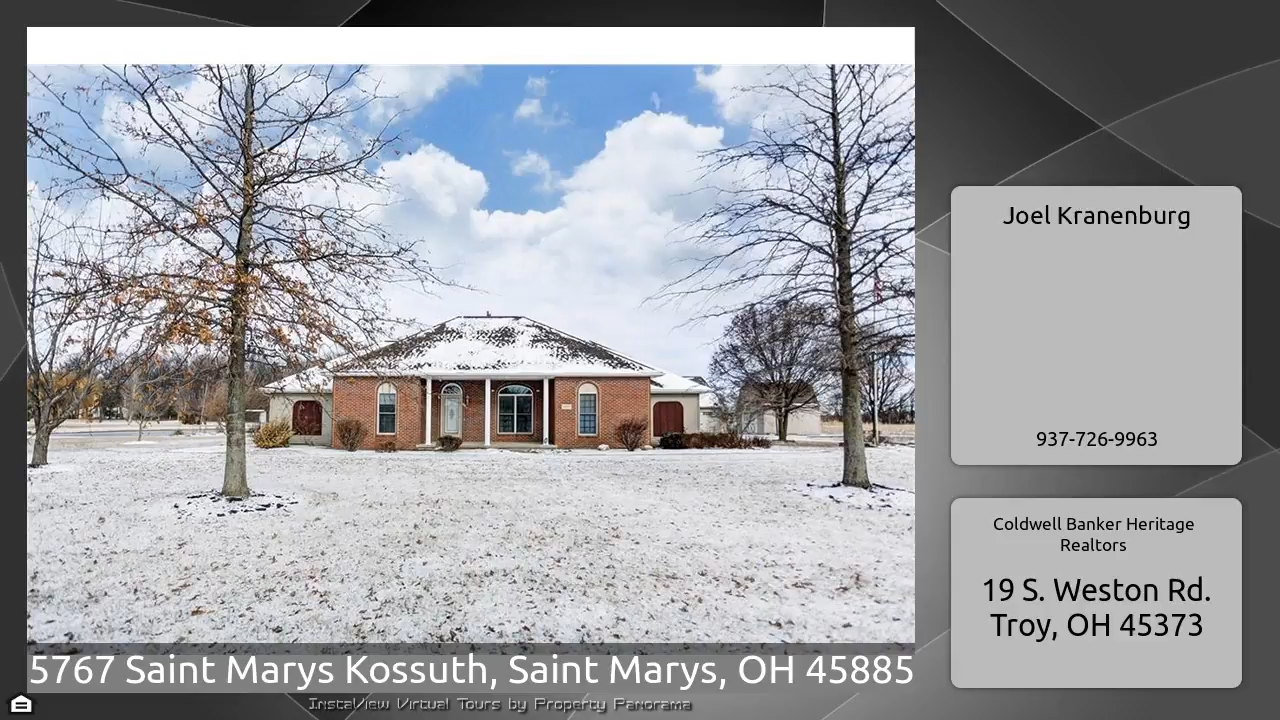 Joel Kranenburg
937-726-9963
Coldwell Banker Heritage
Realtors
19 S. Weston Rd.
Troy, OH 45373
5767 Saint Marys Kossuth, Saint Marys, OH 45885
InstaView Virtual Tours by Property Panorama